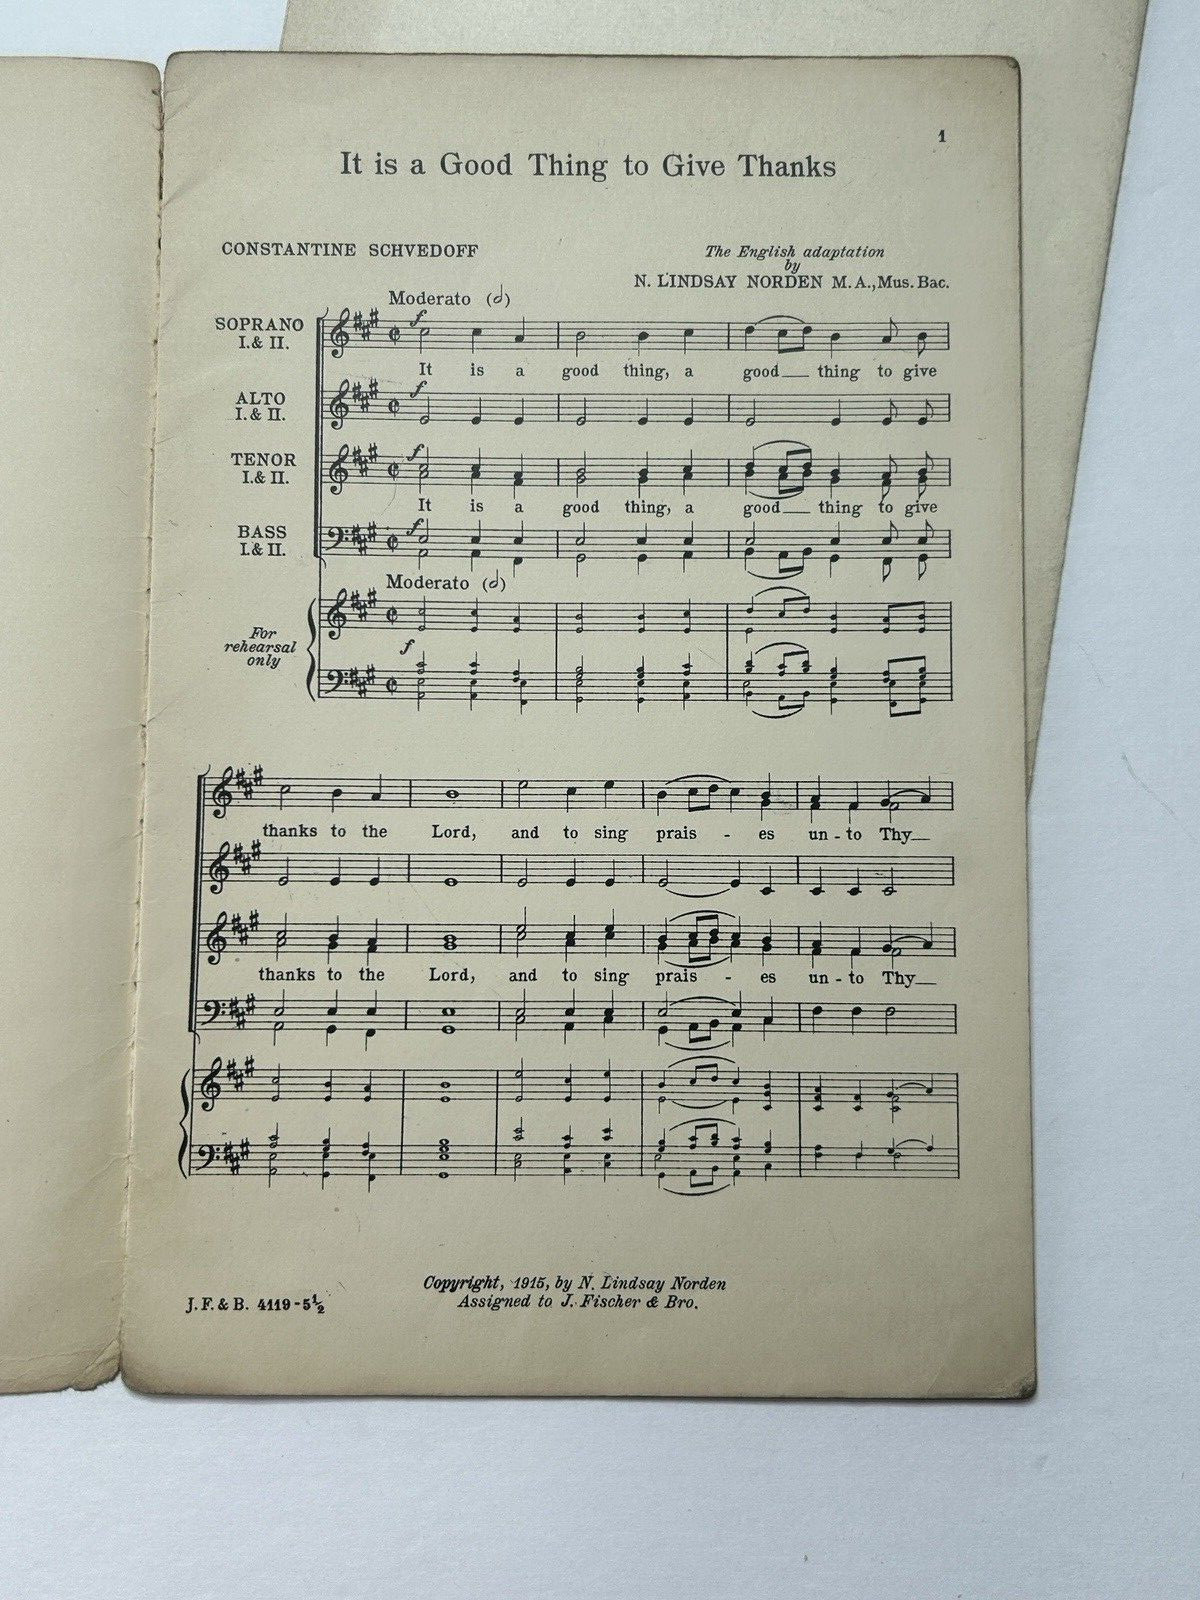 1
It is a Good Thing to Give Thanks
CONSTANTINE SCHVEDOFF
The English adaptation
by
N. LINDSAY NORDEN M.A., Mus. Bac.
Moderato (𝅗𝅥)
SOPRANO
I. & II.
f
It is a good thing, a good thing to give
ALTO
I. & II.
f
TENOR
I. & II.
f
It is a good thing, a good thing to give
BASS
I. & II.
f
Moderato (𝅗𝅥)
For
rehearsal
only
f
thanks to the Lord, and to sing prais - es un - to Thy
thanks to the Lord, and to sing prais - es un - to Thy
Copyright, 1915, by N. Lindsay Norden
Assigned to J. Fischer & Bro.
J. F. & B. 4119-5½